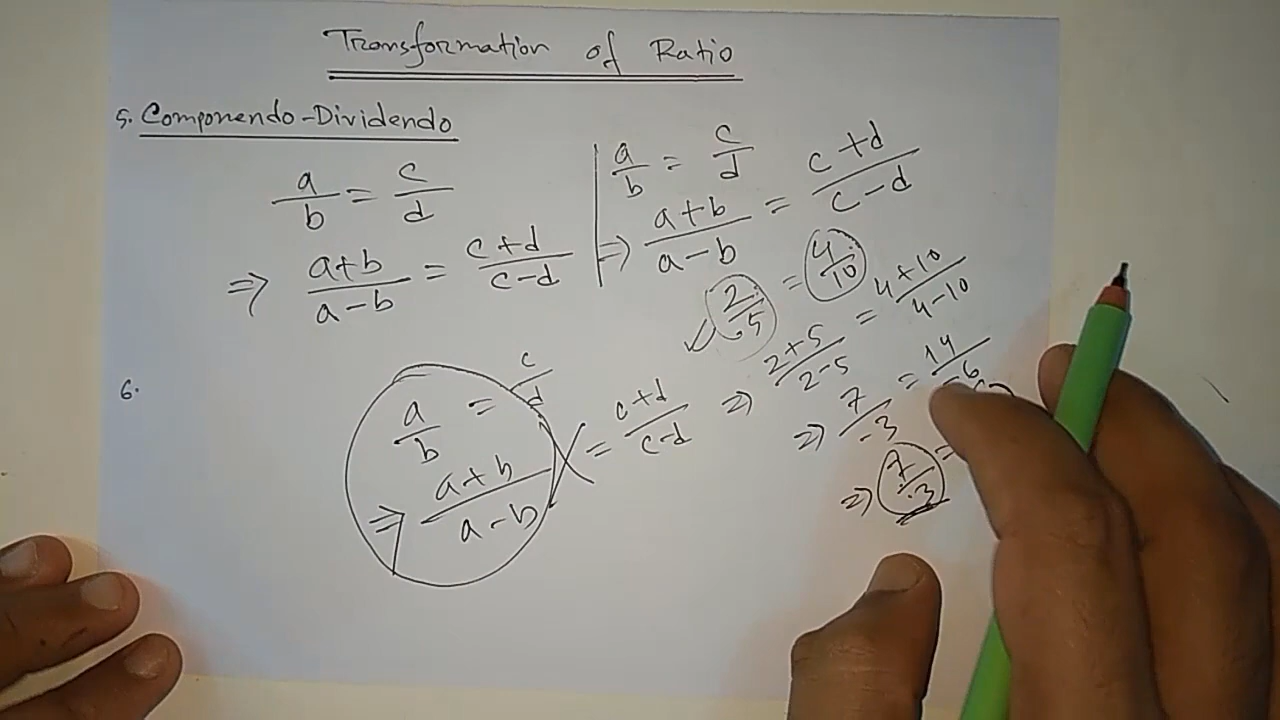 Transformation of Ratio
5. Componendo-Dividendo
a/b = c/d
⇒ a+b/a-b = c+d/c-d
a/b = c/d
⇒ a+b/a-b = c+d/c-d
2/5 = 4/10
⇒ 2+5/2-5 = 4+10/4-10
⇒ 7/-3 = 14/-6
⇒ 7/-3 =
6.
a/b = c/d
⇒ a+b/a-b = c+d/c-d